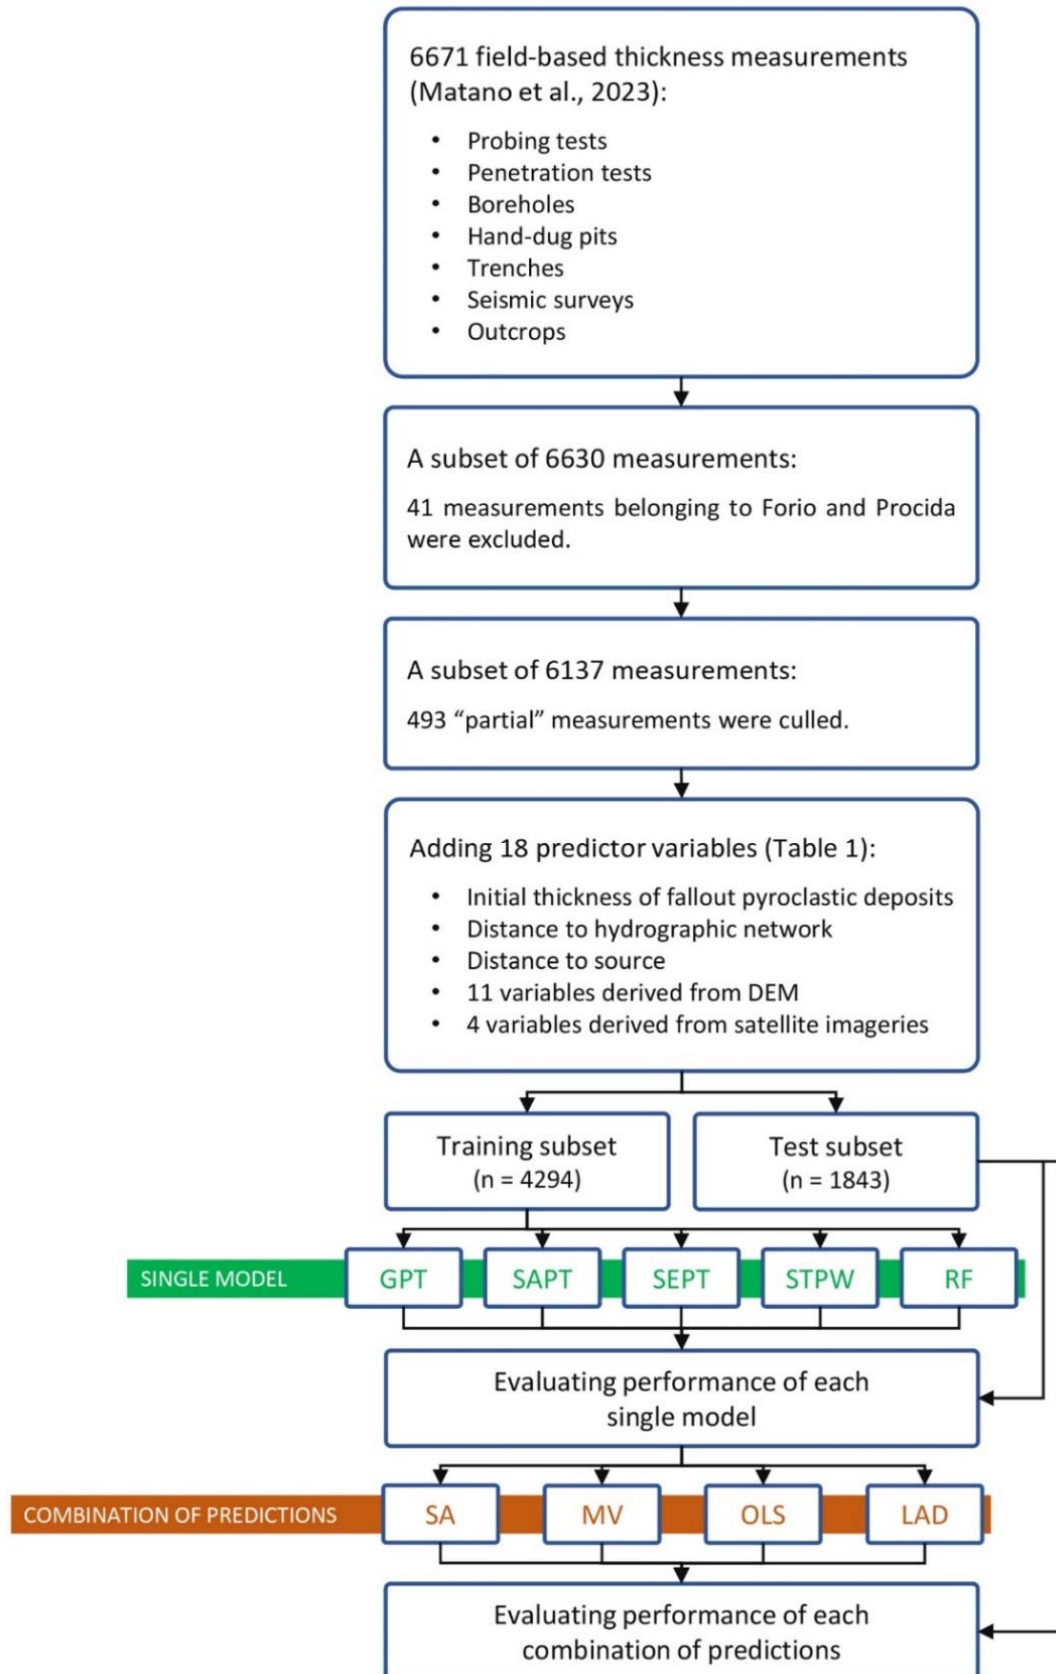 6671 field-based thickness measurements
(Matano et al., 2023):
• Probing tests
• Penetration tests
• Boreholes
• Hand-dug pits
• Trenches
• Seismic surveys
• Outcrops
A subset of 6630 measurements:
41 measurements belonging to Forio and Procida
were excluded.
A subset of 6137 measurements:
493 “partial” measurements were culled.
Adding 18 predictor variables (Table 1):
• Initial thickness of fallout pyroclastic deposits
• Distance to hydrographic network
• Distance to source
• 11 variables derived from DEM
• 4 variables derived from satellite imageries
Training subset
(n = 4294)
Test subset
(n = 1843)
SINGLE MODEL
GPT
SAPT
SEPT
STPW
RF
Evaluating performance of each
single model
COMBINATION OF PREDICTIONS
SA
MV
OLS
LAD
Evaluating performance of each
combination of predictions